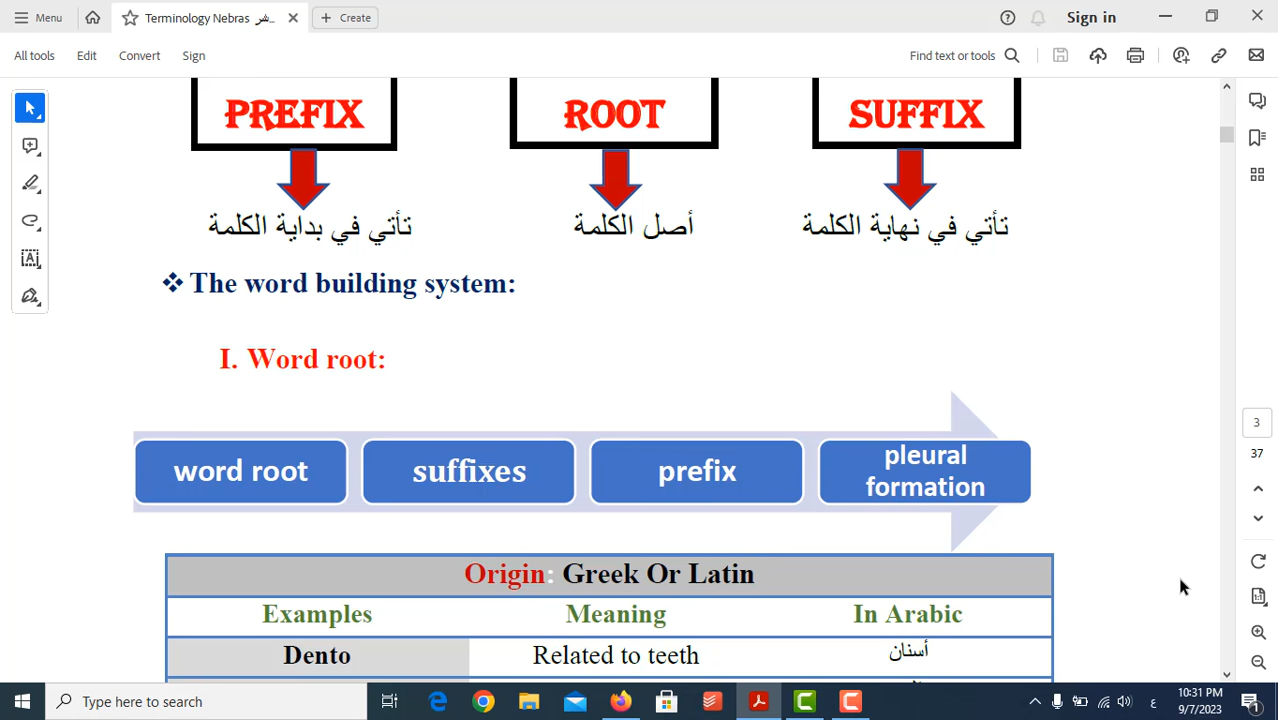 Menu
Terminology Nebras شر...
Create
Sign in
All tools
Edit
Convert
Sign
Find text or tools
PREFIX
ROOT
SUFFIX
تأتي في بداية الكلمة
أصل الكلمة
تأتي في نهاية الكلمة
❖ The word building system:
I. Word root:
word root
suffixes
prefix
pleural formation
3
37
Origin: Greek Or Latin
Examples Meaning In Arabic
Dento Related to teeth أسنان
Type here to search
ع
10:31 PM
9/7/2023
1